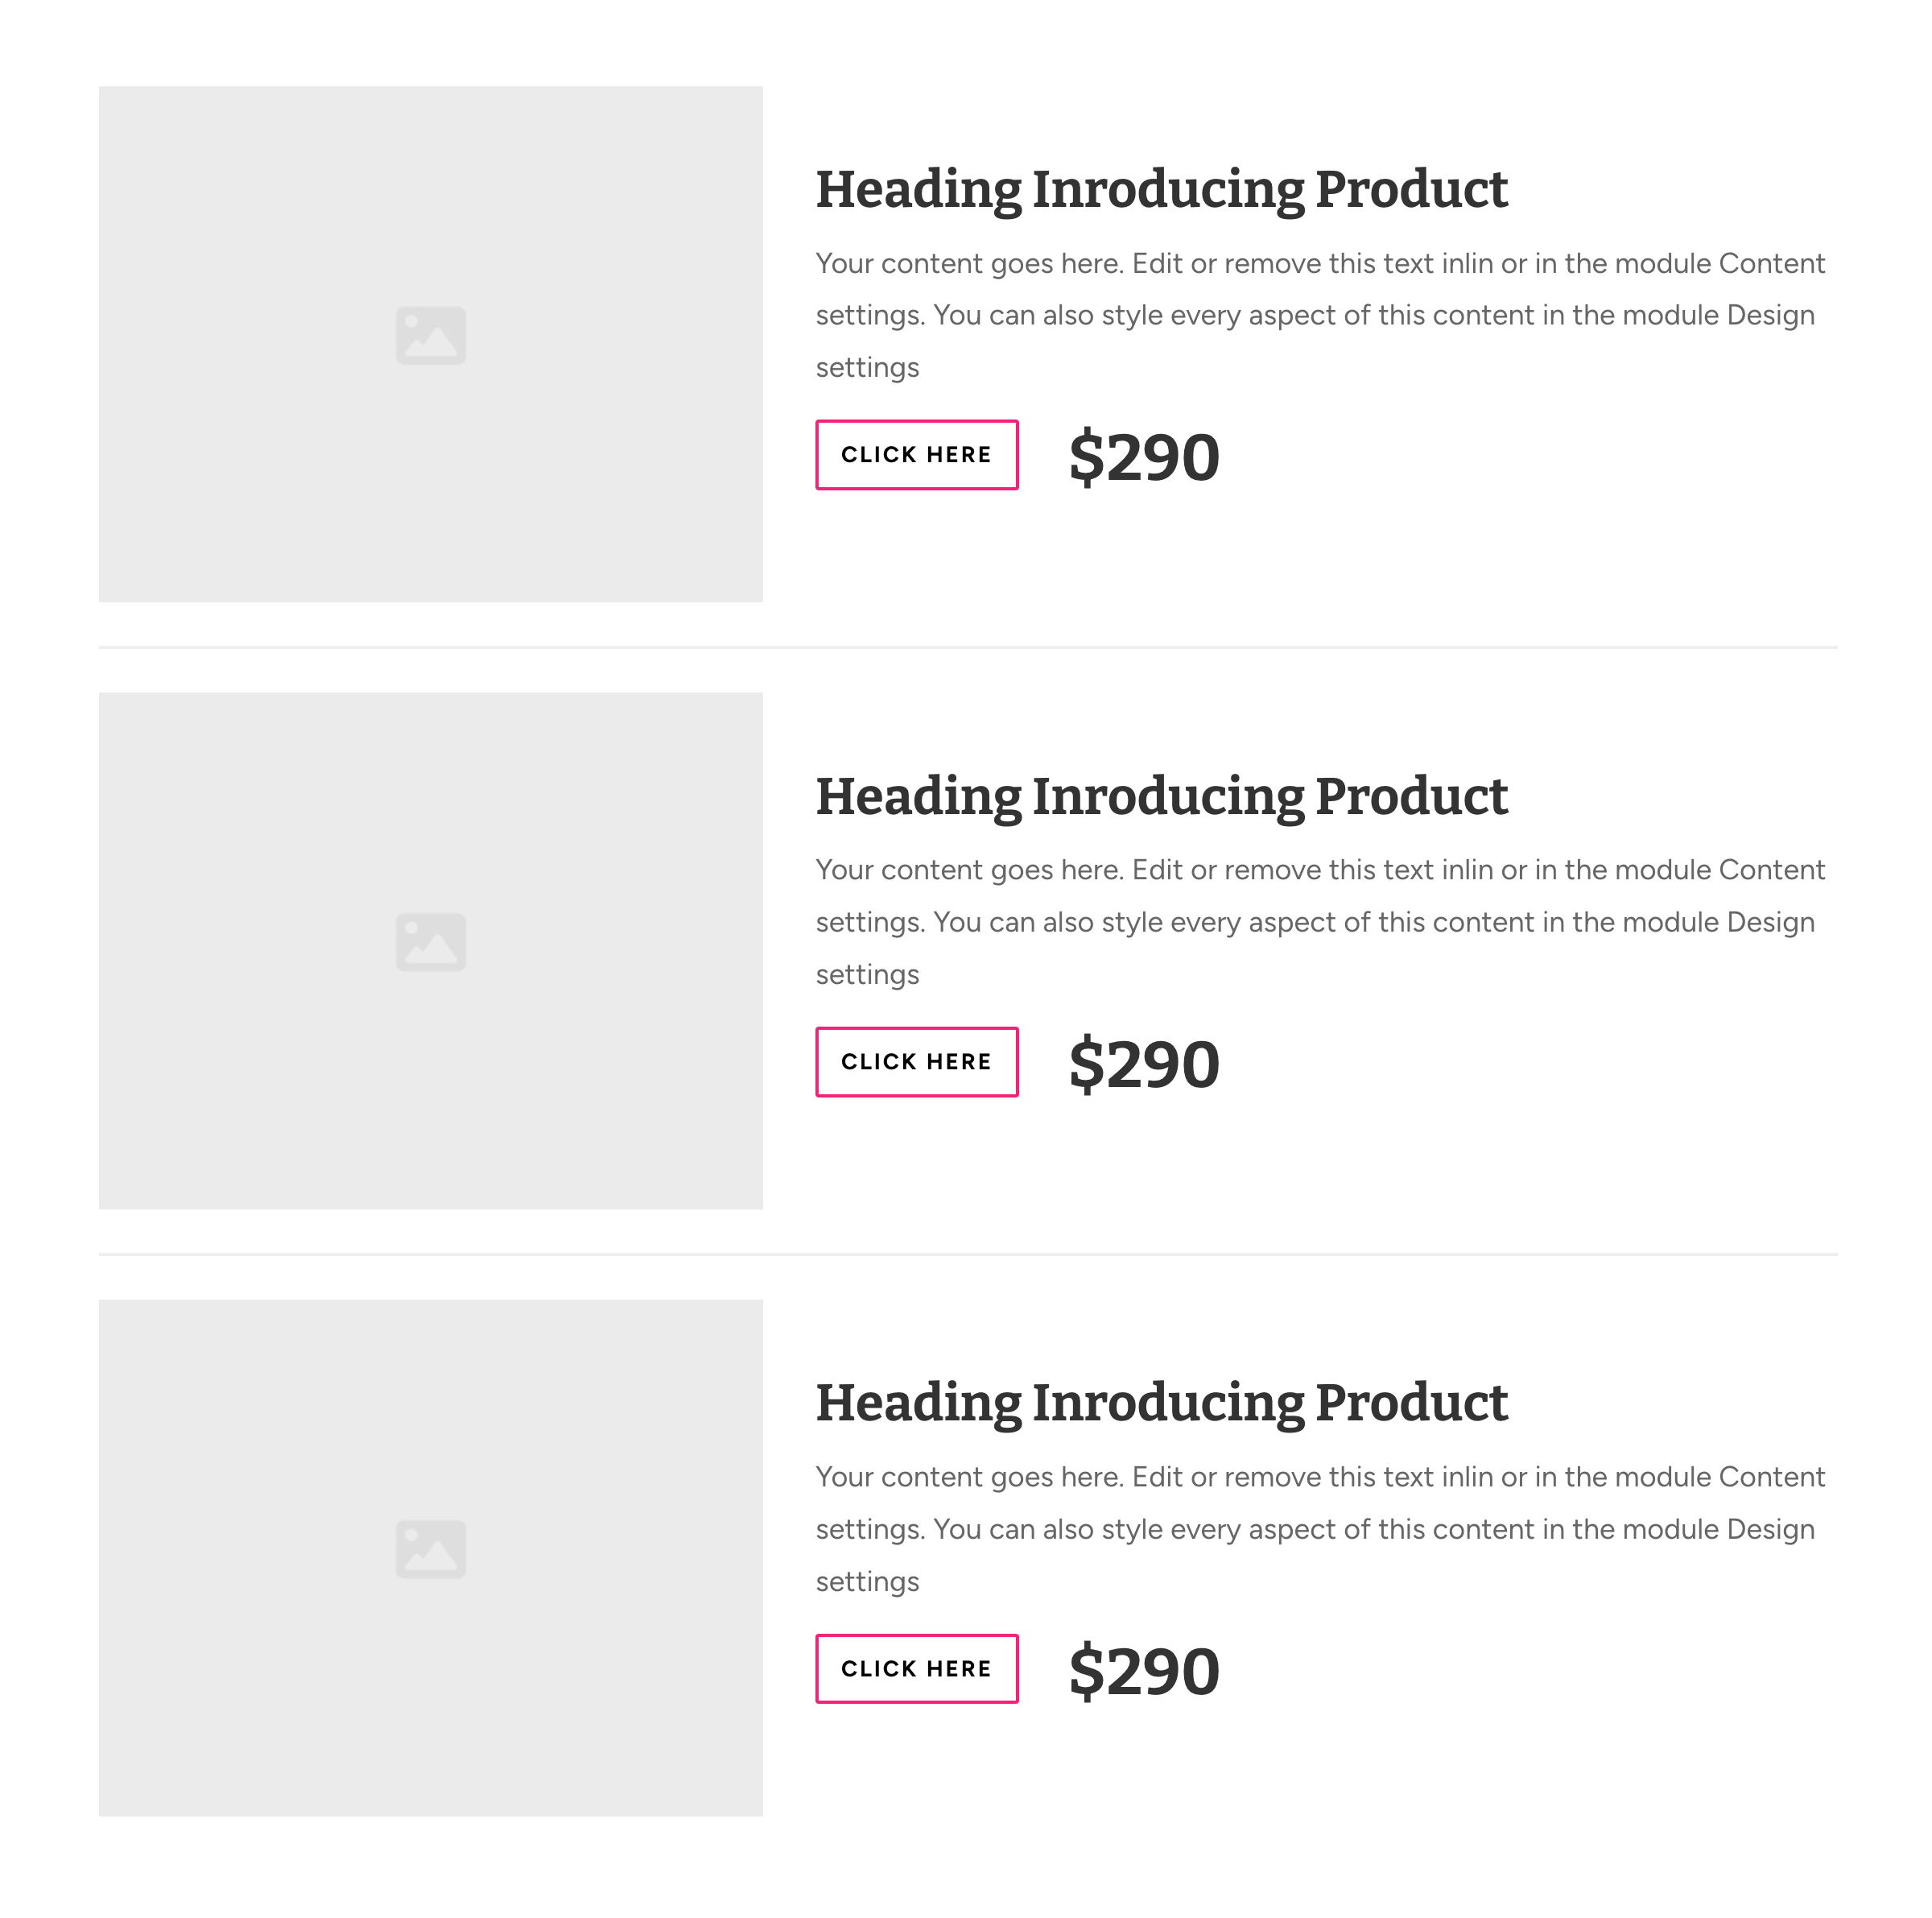 Heading Inroducing Product
Your content goes here. Edit or remove this text inlin or in the module Content
settings. You can also style every aspect of this content in the module Design
settings
CLICK HERE $290
Heading Inroducing Product
Your content goes here. Edit or remove this text inlin or in the module Content
settings. You can also style every aspect of this content in the module Design
settings
CLICK HERE $290
Heading Inroducing Product
Your content goes here. Edit or remove this text inlin or in the module Content
settings. You can also style every aspect of this content in the module Design
settings
CLICK HERE $290